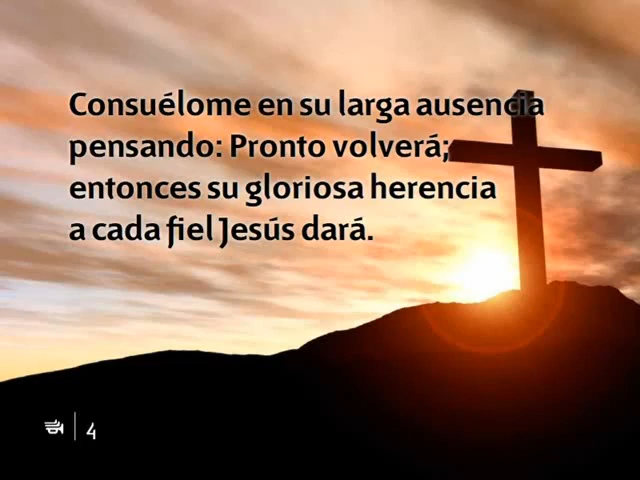 Consuélome en su larga ausencia
pensando: Pronto volverá;
entonces su gloriosa herencia
a cada fiel Jesús dará.
4